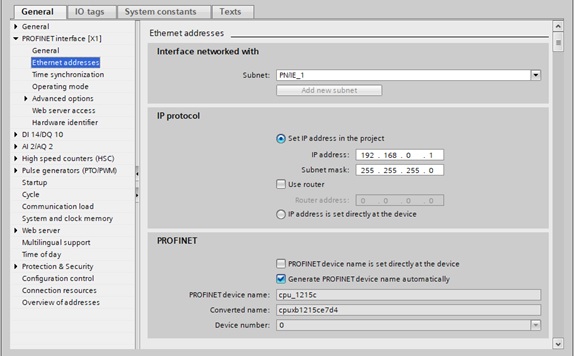 General
IO tags
System constants
Texts
General
PROFINET interface [X1]
General
Ethernet addresses
Time synchronization
Operating mode
Advanced options
Web server access
Hardware identifier
DI 14/DQ 10
AI 2/AQ 2
High speed counters (HSC)
Pulse generators (PTO/PWM)
Startup
Cycle
Communication load
System and clock memory
Web server
Multilingual support
Time of day
Protection & Security
Configuration control
Connection resources
Overview of addresses
Ethernet addresses
Interface networked with
Subnet: PN/IE_1
Add new subnet
IP protocol
Set IP address in the project
IP address: 192 . 168 . 0 . 1
Subnet mask: 255 . 255 . 255 . 0
Use router
Router address: 0 . 0 . 0 . 0
IP address is set directly at the device
PROFINET
PROFINET device name is set directly at the device
Generate PROFINET device name automatically
PROFINET device name: cpu_1215c
Converted name: cpuxb1215ce7d4
Device number: 0